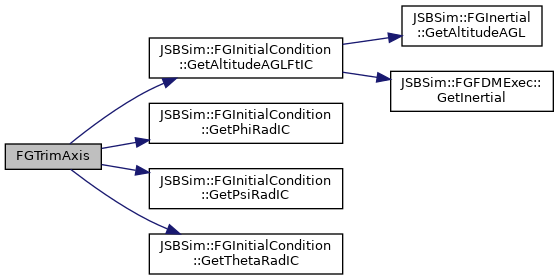 FGTrimAxis
JSBSim::FGInitialCondition
::GetAltitudeAGLFtIC
JSBSim::FGInertial
::GetAltitudeAGL
JSBSim::FGFDMExec::
GetInertial
JSBSim::FGInitialCondition
::GetPhiRadIC
JSBSim::FGInitialCondition
::GetPsiRadIC
JSBSim::FGInitialCondition
::GetThetaRadIC